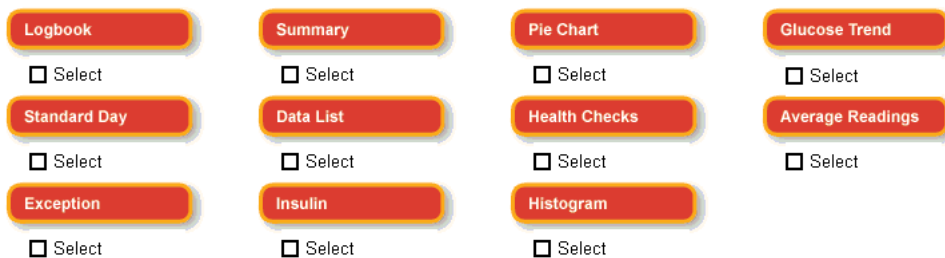 Logbook Summary Pie Chart Glucose Trend
Select Select Select Select
Standard Day Data List Health Checks Average Readings
Select Select Select Select
Exception Insulin Histogram
Select Select Select